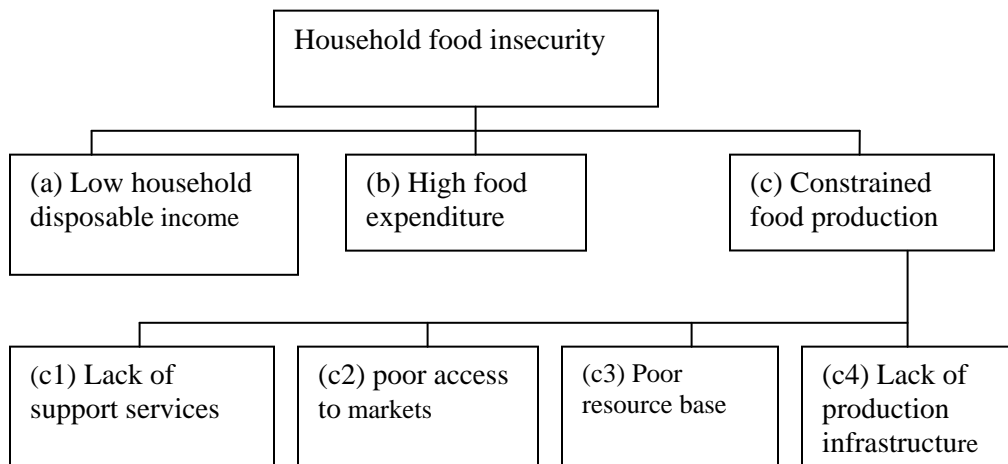 Household food insecurity
(a) Low household
disposable income
(b) High food
expenditure
(c) Constrained
food production
(c1) Lack of
support services
(c2) poor access
to markets
(c3) Poor
resource base
(c4) Lack of
production
infrastructure